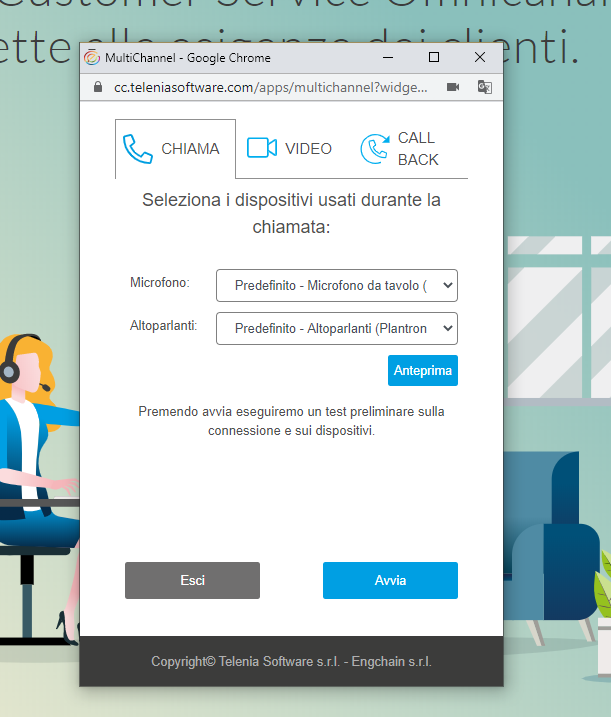 Customer Service Omnicanal
ette alle esigenze dei clienti.
MultiChannel - Google Chrome
cc.teleniasoftware.com/apps/multichannel?widge...
CHIAMA
VIDEO
CALL
BACK
Seleziona i dispositivi usati durante la
chiamata:
Microfono:
Predefinito - Microfono da tavolo (
Altoparlanti:
Predefinito - Altoparlanti (Plantron
Anteprima
Premendo avvia eseguiremo un test preliminare sulla
connessione e sui dispositivi.
Esci
Avvia
Copyright© Telenia Software s.r.l. - Engchain s.r.l.